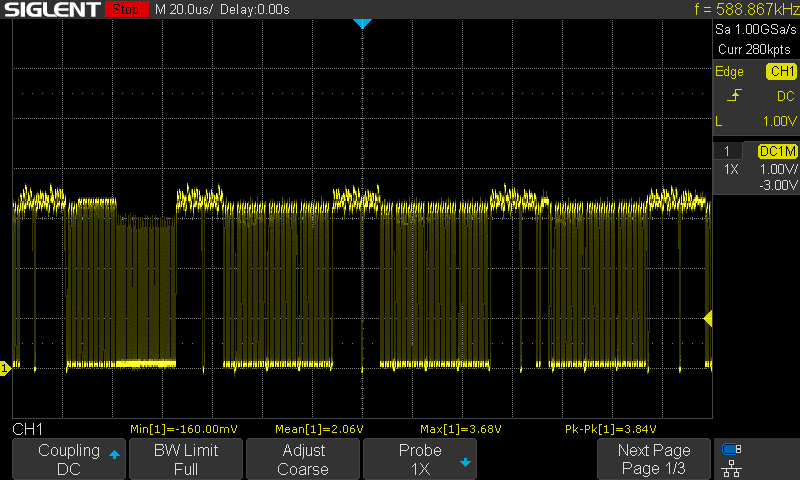 SIGLENT Stop M 20.0us/ Delay:0.00s f = 588.867kHz
Sa 1.00GSa/s
Curr 280kpts
Edge CH1
DC
L 1.00V
1 DC1M
1X 1.00V/
-3.00V
1
CH1 Min[1]=-160.00mV Mean[1]=2.06V Max[1]=3.68V Pk-Pk[1]=3.84V
Coupling BW Limit Adjust Probe Next Page
DC Full Coarse 1X Page 1/3